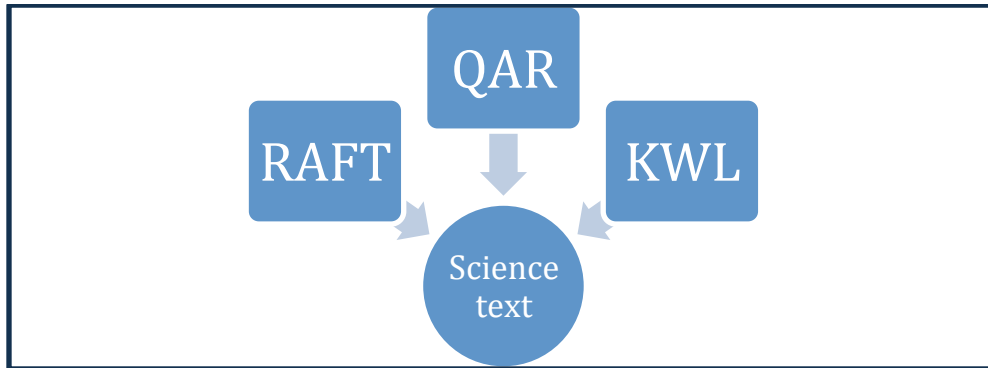 QAR
RAFT
KWL
Science
text